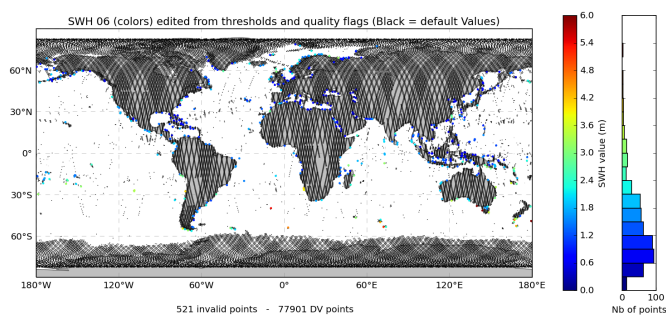 SWH 06 (colors) edited from thresholds and quality flags (Black = default Values)
60°N
30°N
0°
30°S
60°S
180°W 120°W 60°W 0° 60°E 120°E 180°E
6.0
5.4
4.8
4.2
3.6
3.0
2.4
1.8
1.2
0.6
0.0
SWH value (m)
0 100
Nb of points
521 invalid points - 77901 DV points